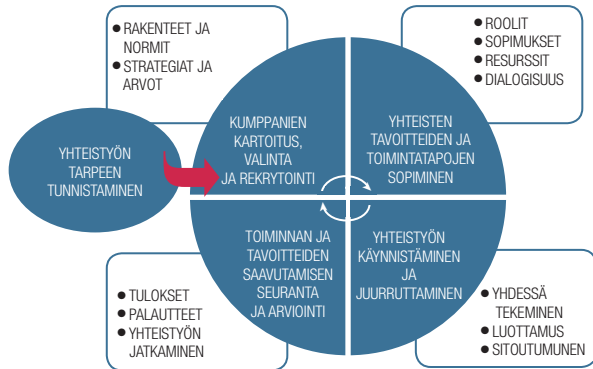 ● RAKENTEET JA
NORMIT
● STRATEGIAT JA
ARVOT
● ROOLIT
● SOPIMUKSET
● RESURSSIT
● DIALOGISUUS
YHTEISTYÖN
TARPEEN
TUNNISTAMINEN
KUMPPANIEN
KARTOITUS,
VALINTA
JA REKRYTOINTI
YHTEISTEN
TAVOITTEIDEN JA
TOIMINTATAPOJEN
SOPIMINEN
TOIMINNAN JA
TAVOITTEIDEN
SAAVUTAMISEN
SEURANTA
JA ARVIOINTI
YHTEISTYÖN
KÄYNNISTÄMINEN
JA
JUURRUTTAMINEN
● TULOKSET
● PALAUTTEET
● YHTEISTYÖN
JATKAMINEN
● YHDESSÄ
TEKEMINEN
● LUOTTAMUS
● SITOUTUMUNEN